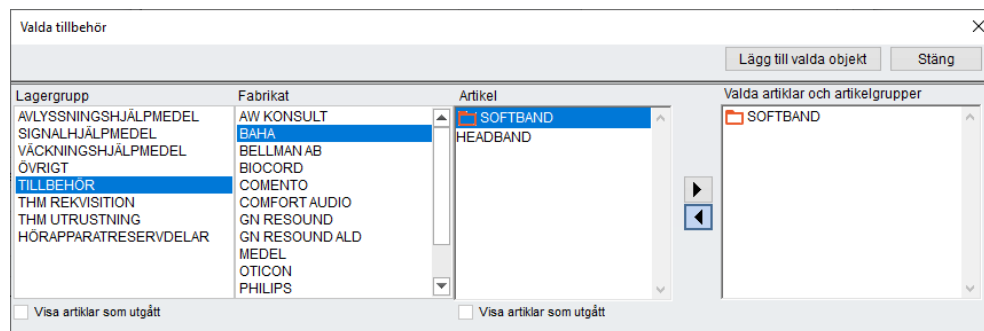 Valda tillbehör
Lägg till valda objekt
Stäng
Lagergrupp
AVLYSSNINGSHJÄLPMEDEL
SIGNALHJÄLPMEDEL
VÄCKNINGSHJÄLPMEDEL
ÖVRIGT
TILLBEHÖR
THM REKVISITION
THM UTRUSTNING
HÖRAPPARATRESERVDELAR
Visa artiklar som utgått
Fabrikat
AW KONSULT
BAHA
BELLMAN AB
BIOCORD
COMENTO
COMFORT AUDIO
GN RESOUND
GN RESOUND ALD
MEDEL
OTICON
PHILIPS
Artikel
SOFTBAND
HEADBAND
Visa artiklar som utgått
Valda artiklar och artikelgrupper
SOFTBAND